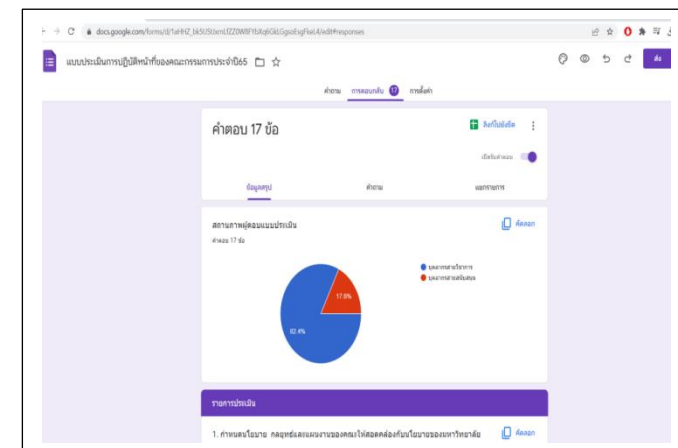 แบบประเมินการปฏิบัติหน้าที่ของคณะกรรมการประจำปี65
คำถาม การตอบกลับ 17 การตั้งค่า
ส่ง
คำตอบ 17 ข้อ
ลิงก์ไปยังชีต
เปิดรับคำตอบ
ข้อมูลสรุป คำถาม แยกรายการ
สถานภาพผู้ตอบแบบประเมิน
คัดลอก
คำตอบ 17 ข้อ
บุคลากรสายวิชาการ
บุคลากรสายสนับสนุน
17.6%
82.4%
รายการประเมิน
1. กำหนดนโยบาย กลยุทธ์และแผนงานของคณะให้สอดคล้องกับนโยบายของมหาวิทยาลัย
คัดลอก